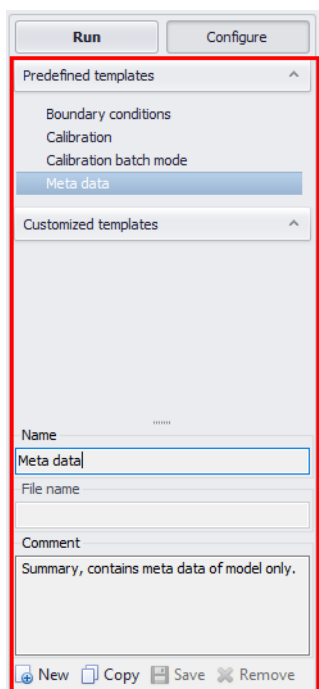 Run Configure
Predefined templates
Boundary conditions
Calibration
Calibration batch mode
Meta data
Customized templates
Name
Meta data
File name
Comment
Summary, contains meta data of model only.
New Copy Save Remove